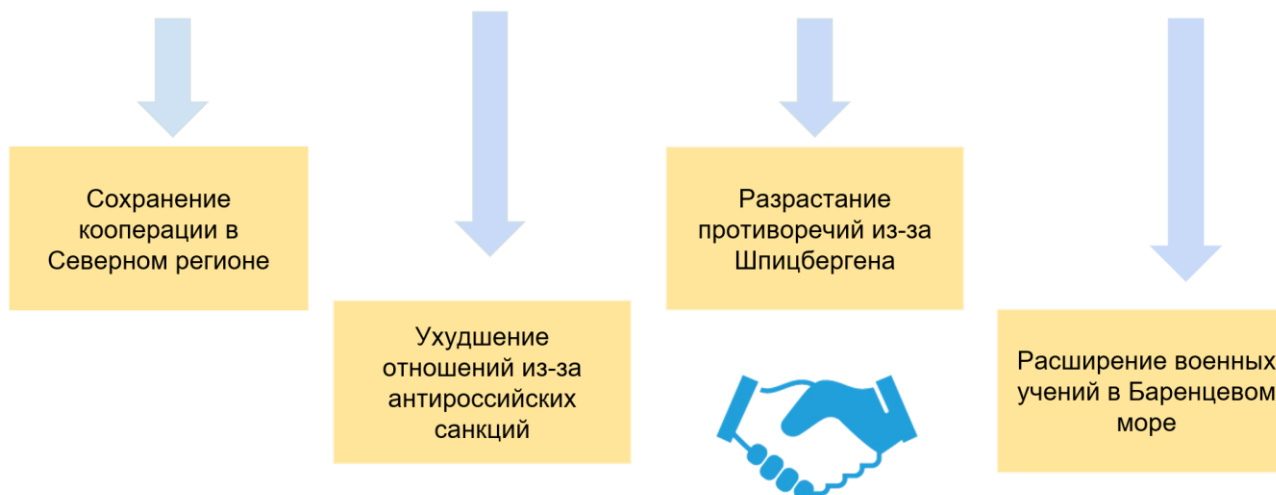 Сохранение
кооперации в
Северном регионе
Ухудшение
отношений из-за
антироссийских
санкций
Разрастание
противоречий из-за
Шпицбергена
Расширение военных
учений в Баренцевом
море